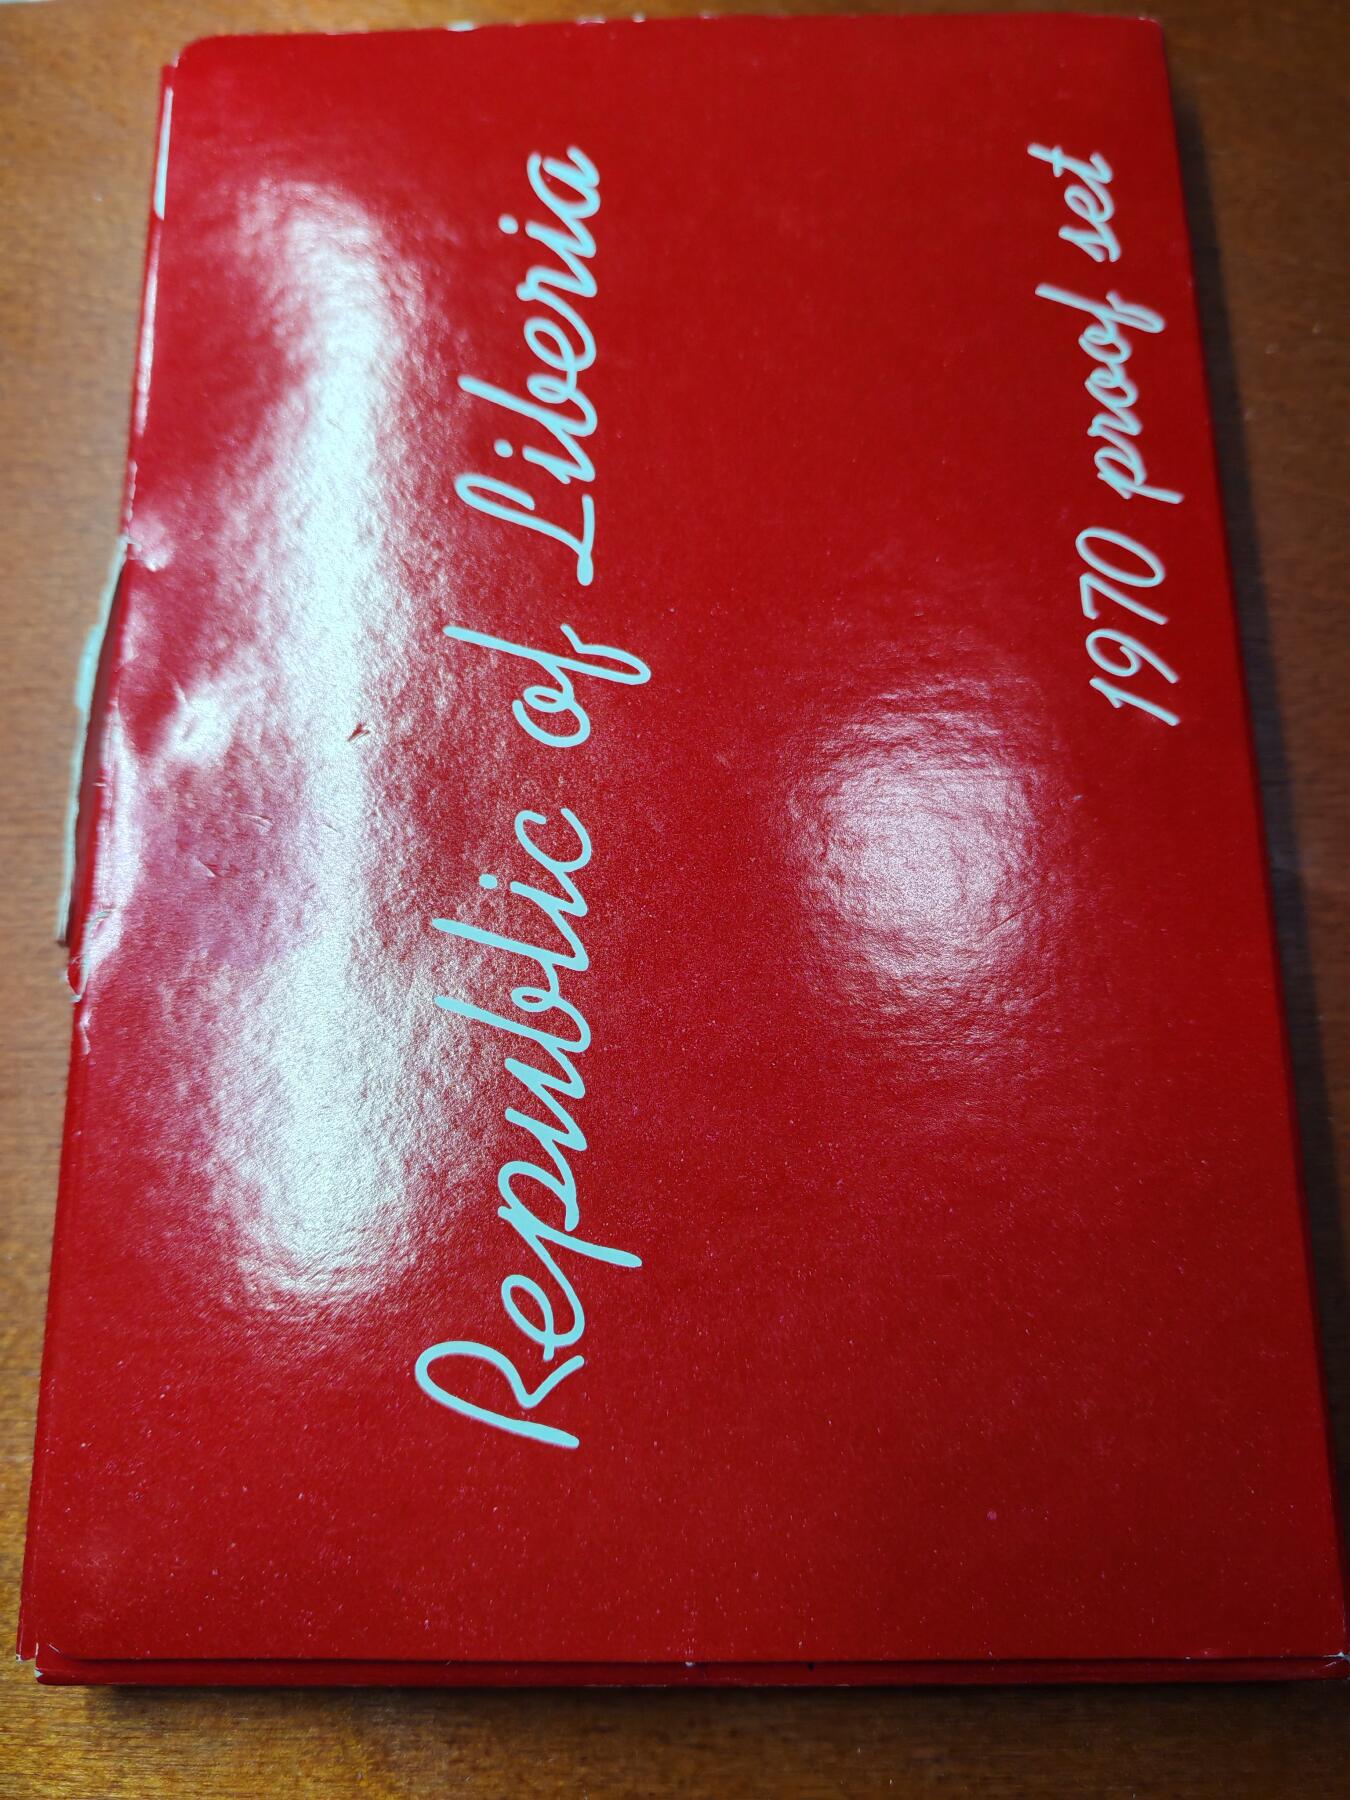 Republic of Liberia
1970 proof set